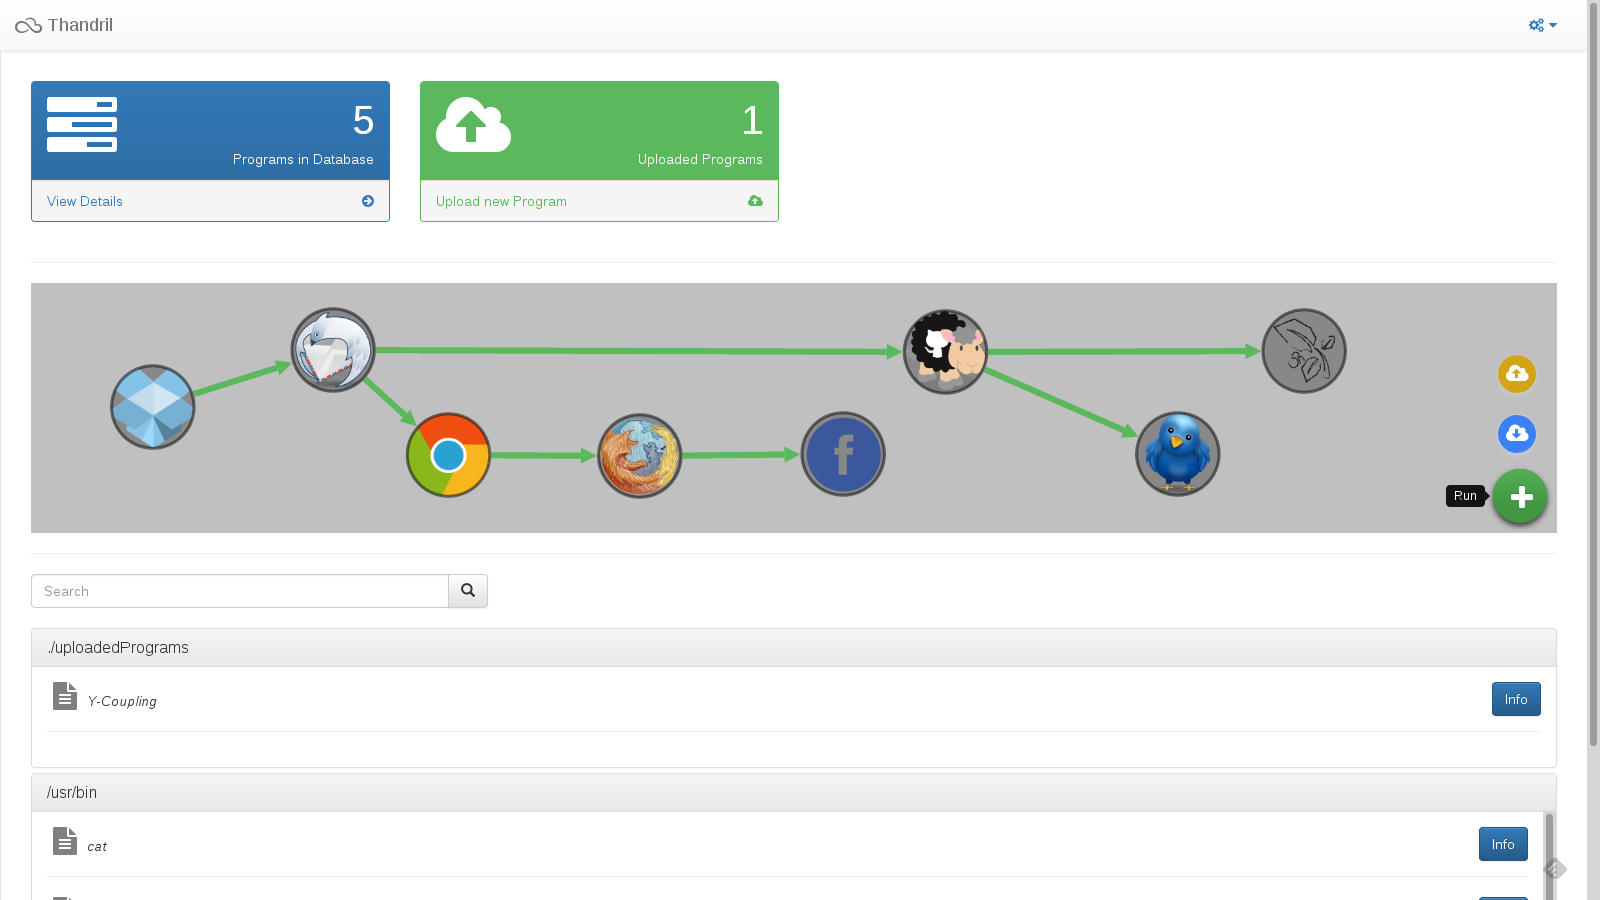 Thandril
5
Programs in Database
View Details
1
Uploaded Programs
Upload new Program
Run
Search
./uploadedPrograms
Y-Coupling
Info
/usr/bin
cat
Info